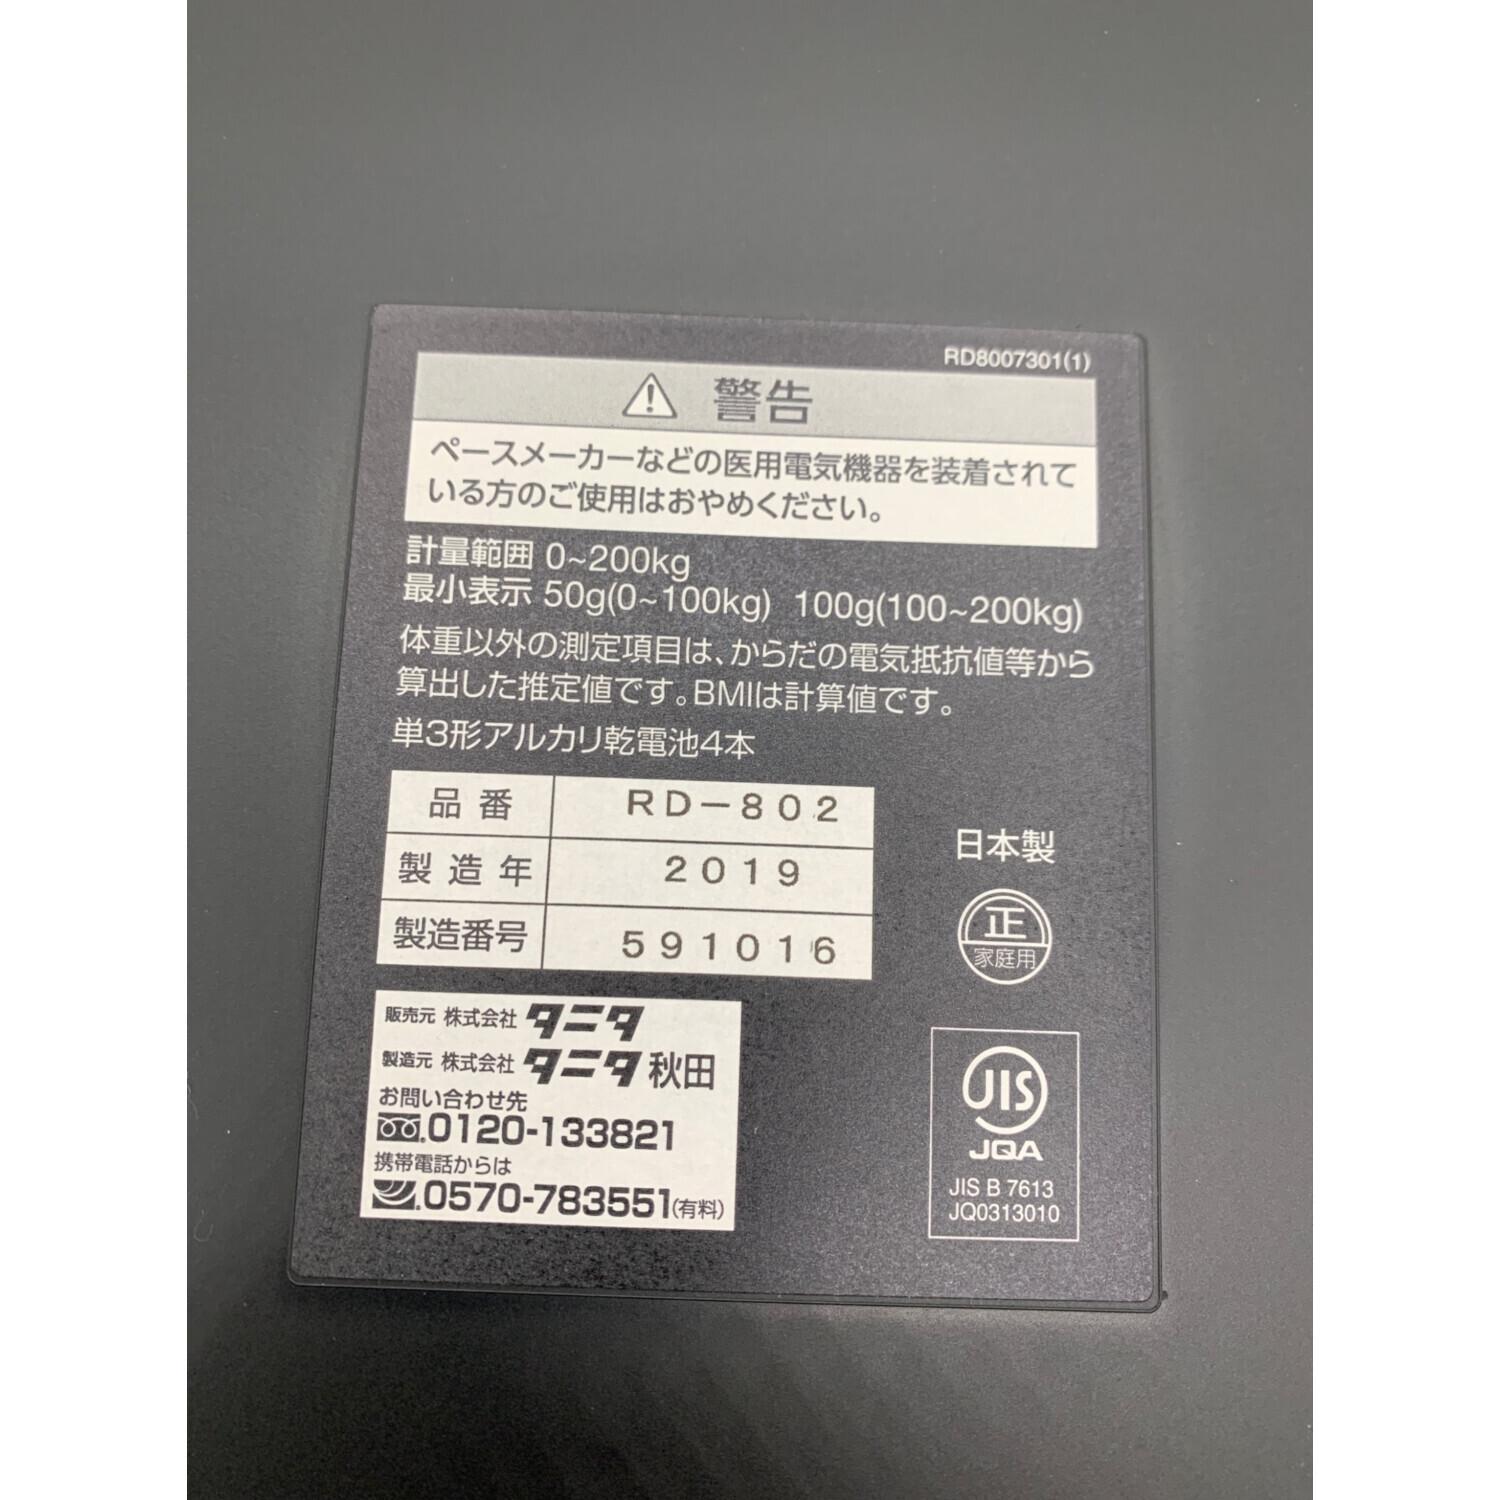 RD8007301(1)
警告
ペースメーカーなどの医用電気機器を装着されて
いる方のご使用はおやめください。
計量範囲 0~200kg
最小表示 50g(0~100kg) 100g(100~200kg)
体重以外の測定項目は、からだの電気抵抗値等から
算出した推定値です。BMIは計算値です。
単3形アルカリ乾電池4本
品番 RD-802
製造年 2019
製造番号 591016
日本製
正
家庭用
販売元 株式会社 タニタ
製造元 株式会社 タニタ 秋田
お問い合わせ先
0120-133821
携帯電話からは
0570-783551(有料)
JIS
JQA
JIS B 7613
JQ0313010